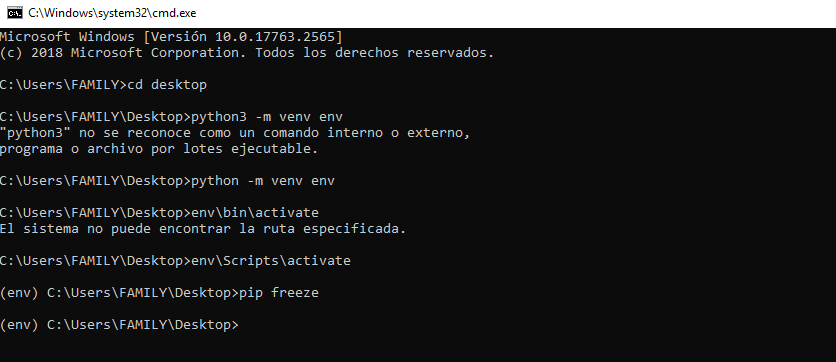 C:\Windows\system32\cmd.exe
Microsoft Windows [Versión 10.0.17763.2565]
(c) 2018 Microsoft Corporation. Todos los derechos reservados.
C:\Users\FAMILY>cd desktop
C:\Users\FAMILY\Desktop>python3 -m venv env
"python3" no se reconoce como un comando interno o externo,
programa o archivo por lotes ejecutable.
C:\Users\FAMILY\Desktop>python -m venv env
C:\Users\FAMILY\Desktop>env\bin\activate
El sistema no puede encontrar la ruta especificada.
C:\Users\FAMILY\Desktop>env\Scripts\activate
(env) C:\Users\FAMILY\Desktop>pip freeze
(env) C:\Users\FAMILY\Desktop>